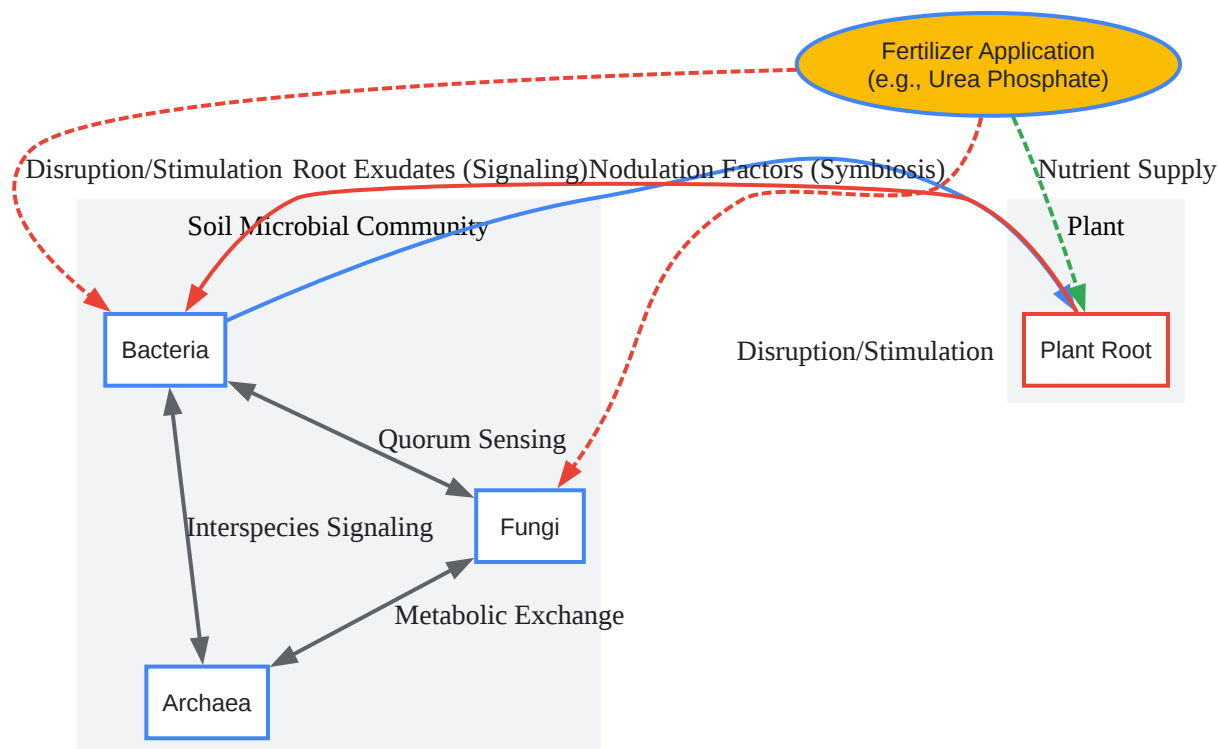 Fertilizer Application
(e.g., Urea Phosphate)
Disruption/Stimulation
Root Exudates (Signaling)
Nodulation Factors (Symbiosis)
Nutrient Supply
Soil Microbial Community
Plant
Bacteria
Disruption/Stimulation
Plant Root
Quorum Sensing
Interspecies Signaling
Fungi
Metabolic Exchange
Archaea